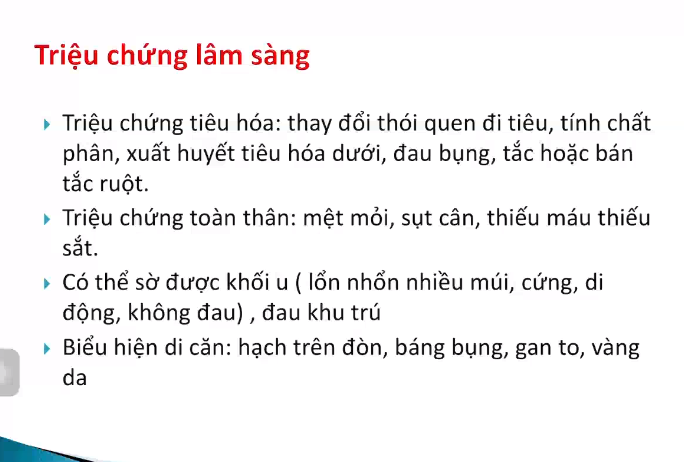 Triệu chứng lâm sàng
Triệu chứng tiêu hóa: thay đổi thói quen đi tiêu, tính chất
phân, xuất huyết tiêu hóa dưới, đau bụng, tắc hoặc bán
tắc ruột.
Triệu chứng toàn thân: mệt mỏi, sụt cân, thiếu máu thiếu
sắt.
Có thể sờ được khối u ( lổn nhổn nhiều múi, cứng, di
động, không đau) , đau khu trú
Biểu hiện di căn: hạch trên đòn, báng bụng, gan to, vàng
da